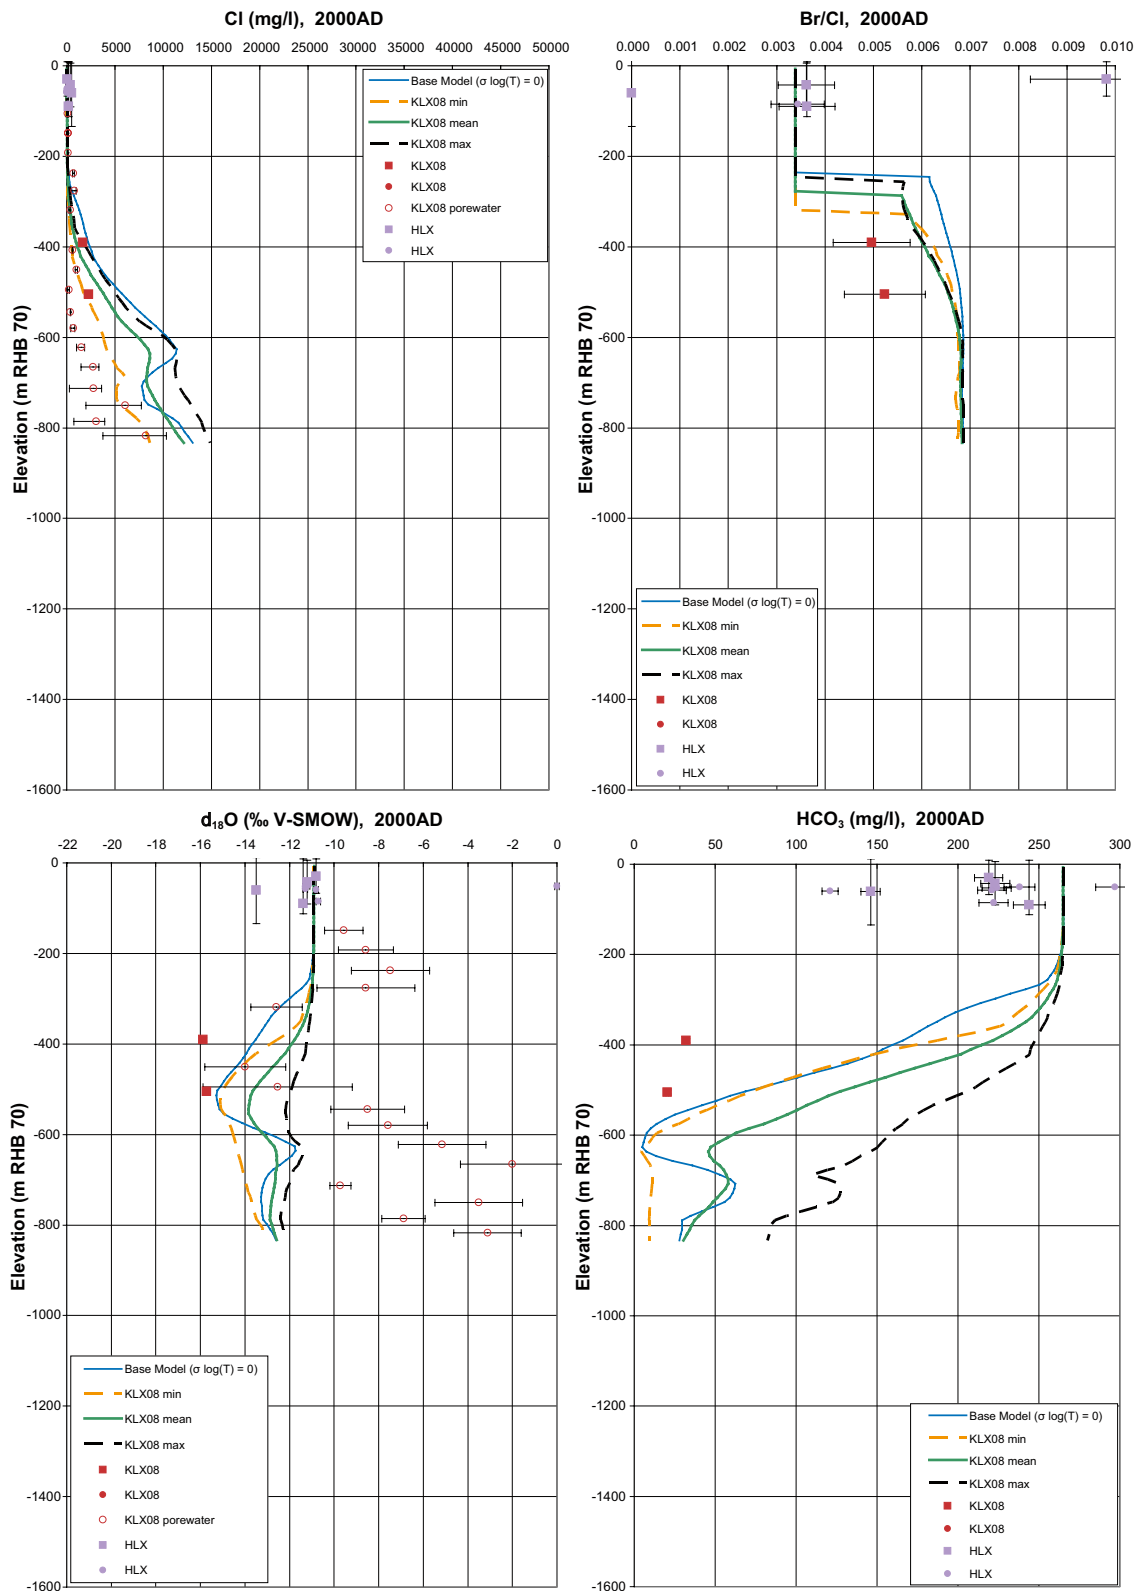 Cl (mg/l), 2000AD
0 5000 10000 15000 20000 25000 30000 35000 40000 45000 50000
0
-200
-400
-600
-800
-1000
-1200
-1400
-1600
Elevation (m RHB 70)
Base Model (σ log(T) = 0)
KLX08 min
KLX08 mean
KLX08 max
KLX08
KLX08
KLX08 porewater
HLX
HLX
Br/Cl, 2000AD
0.000 0.001 0.002 0.003 0.004 0.005 0.006 0.007 0.008 0.009 0.010
0
-200
-400
-600
-800
-1000
-1200
-1400
-1600
Elevation (m RHB 70)
Base Model (σ log(T) = 0)
KLX08 min
KLX08 mean
KLX08 max
KLX08
KLX08
HLX
HLX
d₁₈O (‰ V-SMOW), 2000AD
-22 -20 -18 -16 -14 -12 -10 -8 -6 -4 -2 0
0
-200
-400
-600
-800
-1000
-1200
-1400
-1600
Elevation (m RHB 70)
Base Model (σ log(T) = 0)
KLX08 min
KLX08 mean
KLX08 max
KLX08
KLX08
KLX08 porewater
HLX
HLX
HCO₃ (mg/l), 2000AD
0 50 100 150 200 250 300
0
-200
-400
-600
-800
-1000
-1200
-1400
-1600
Elevation (m RHB 70)
Base Model (σ log(T) = 0)
KLX08 min
KLX08 mean
KLX08 max
KLX08
KLX08
HLX
HLX